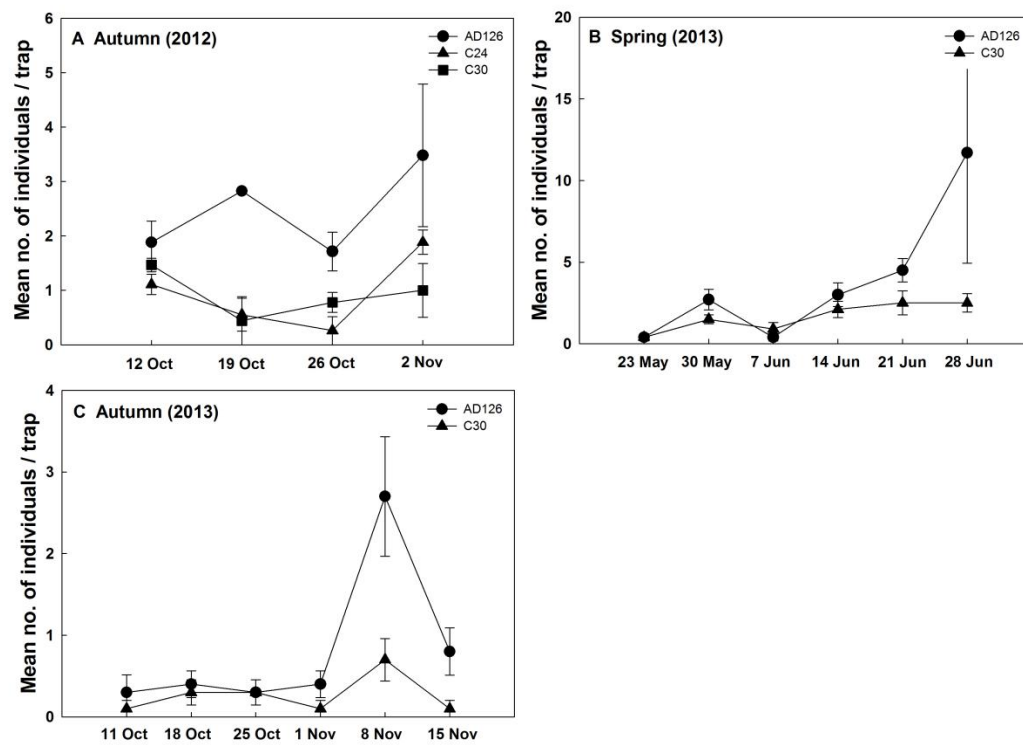 A Autumn (2012)
AD126
C24
C30
Mean no. of individuals / trap
6
5
4
3
2
1
0
12 Oct 19 Oct 26 Oct 2 Nov
B Spring (2013)
AD126
C30
Mean no. of individuals / trap
20
15
10
5
0
23 May 30 May 7 Jun 14 Jun 21 Jun 28 Jun
C Autumn (2013)
AD126
C30
Mean no. of individuals / trap
4
3
2
1
0
11 Oct 18 Oct 25 Oct 1 Nov 8 Nov 15 Nov